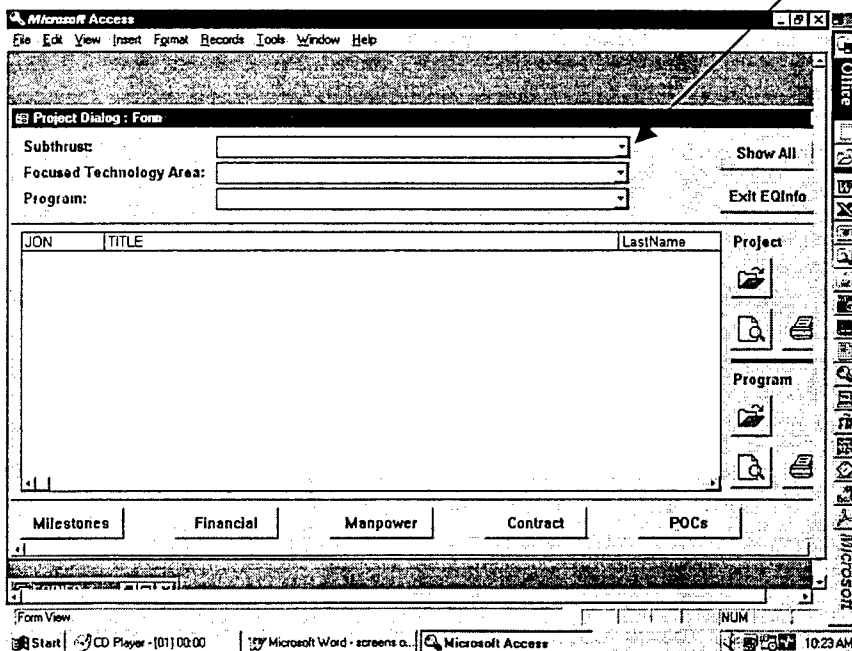 Microsoft Access
File Edit View Insert Format Records Tools Window Help
Office
Project Dialog : Form
Subthrust:
Show All
Focused Technology Area:
Program:
Exit EQInfo
JON TITLE LastName
Project
Program
Milestones Financial Manpower Contract POCs
Microsoft
Form View NUM
Start CD Player - [01] 00:00 Microsoft Word - screens o... Microsoft Access 10:23 AM